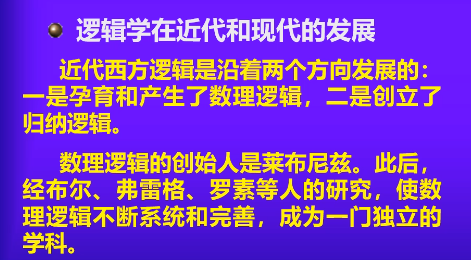 逻辑学在近代和现代的发展
近代西方逻辑是沿着两个方向发展的：
一是孕育和产生了数理逻辑，二是创立了
归纳逻辑。
数理逻辑的创始人是莱布尼兹。此后，
经布尔、弗雷格、罗素等人的研究，使数
理逻辑不断系统和完善，成为一门独立的
学科。